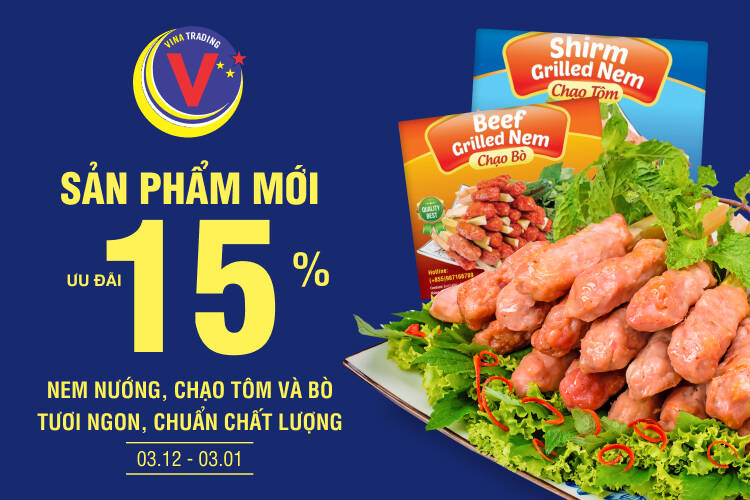 VINA TRADING
V
SẢN PHẨM MỚI
ƯU ĐÃI
15%
NEM NƯỚNG, CHẠO TÔM VÀ BÒ
TƯƠI NGON, CHUẨN CHẤT LƯỢNG
03.12 - 03.01
Shirm
Grilled Nem
Chạo Tôm
Beef
Grilled Nem
Chạo Bò
QUALITY
BEST
Hotline: